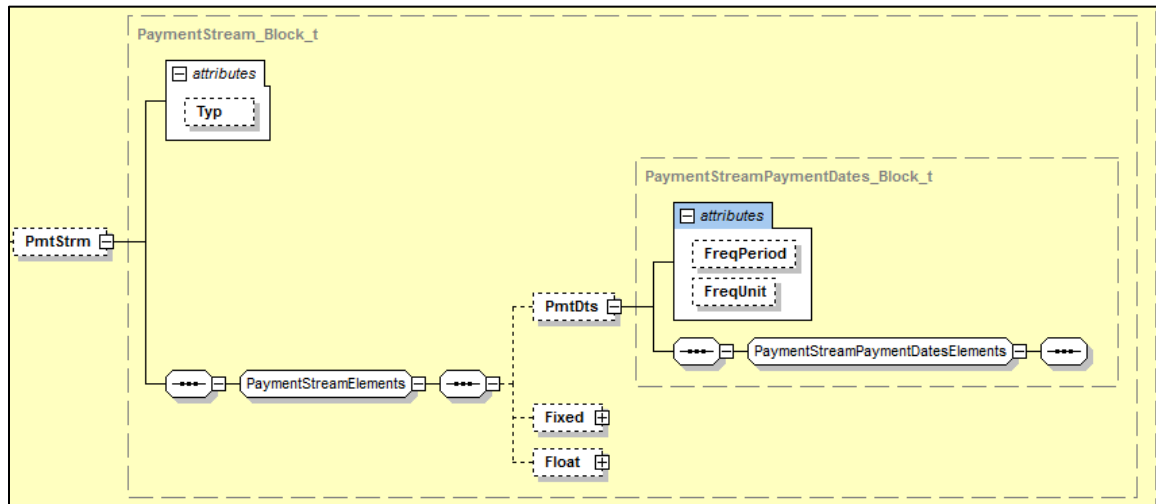 PaymentStream_Block_t
attributes
Typ
PaymentStreamPaymentDates_Block_t
attributes
FreqPeriod
FreqUnit
PmtStrm
PmtDts
PaymentStreamPaymentDatesElements
PaymentStreamElements
Fixed
Float